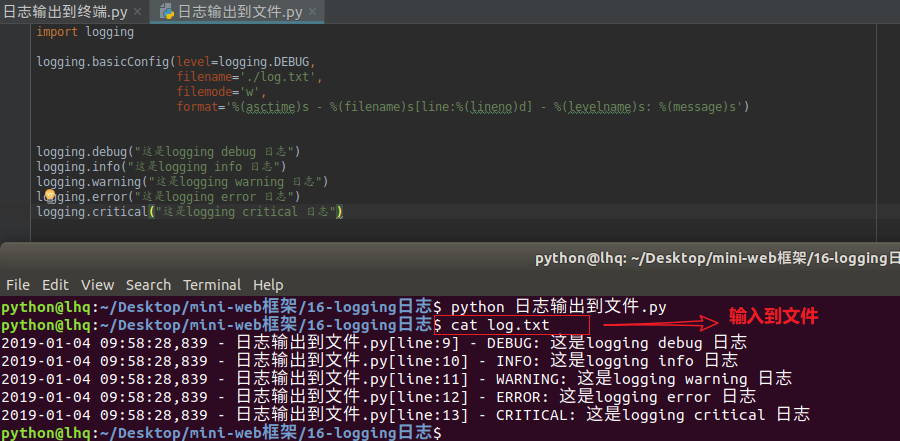 日志输出到终端.py × 日志输出到文件.py ×
import logging
logging.basicConfig(level=logging.DEBUG,
filename='./log.txt',
filemode='w',
format='%(asctime)s - %(filename)s[line:%(lineno)d] - %(levelname)s: %(message)s')
logging.debug("这是logging debug 日志")
logging.info("这是logging info 日志")
logging.warning("这是logging warning 日志")
logging.error("这是logging error 日志")
logging.critical("这是logging critical 日志")
python@lhq: ~/Desktop/mini-web框架/16-logging日
File Edit View Search Terminal Help
python@lhq:~/Desktop/mini-web框架/16-logging日志$ python 日志输出到文件.py
python@lhq:~/Desktop/mini-web框架/16-logging日志$ cat log.txt 输入到文件
2019-01-04 09:58:28,839 - 日志输出到文件.py[line:9] - DEBUG: 这是logging debug 日志
2019-01-04 09:58:28,839 - 日志输出到文件.py[line:10] - INFO: 这是logging info 日志
2019-01-04 09:58:28,839 - 日志输出到文件.py[line:11] - WARNING: 这是logging warning 日志
2019-01-04 09:58:28,839 - 日志输出到文件.py[line:12] - ERROR: 这是logging error 日志
2019-01-04 09:58:28,839 - 日志输出到文件.py[line:13] - CRITICAL: 这是logging critical 日志
python@lhq:~/Desktop/mini-web框架/16-logging日志$